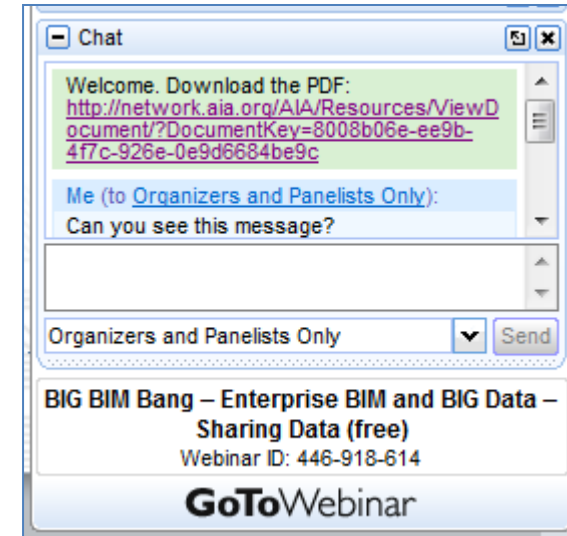 Chat
Welcome. Download the PDF:
http://network.aia.org/AIA/Resources/ViewD
ocument/?DocumentKey=8008b06e-ee9b-
4f7c-926e-0e9d6684be9c
Me (to Organizers and Panelists Only):
Can you see this message?
Organizers and Panelists Only
Send
BIG BIM Bang – Enterprise BIM and BIG Data –
Sharing Data (free)
Webinar ID: 446-918-614
GoToWebinar